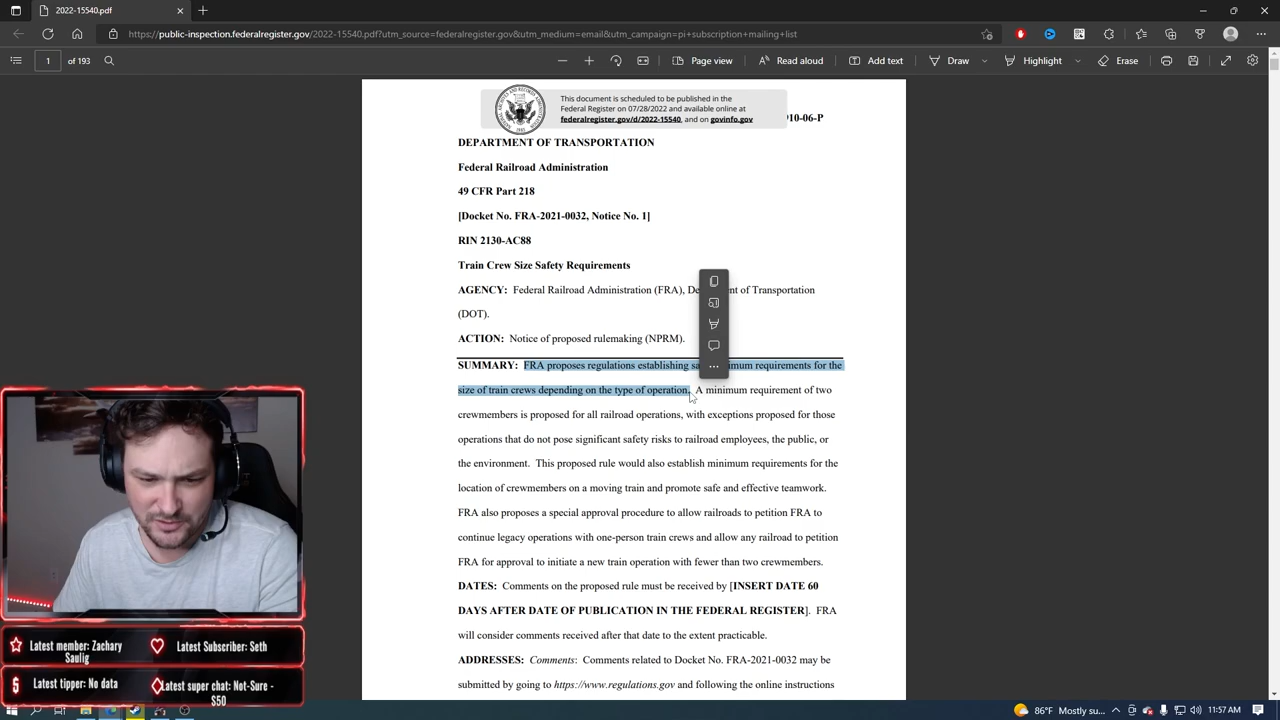 https://public-inspection.federalregister.gov/2022-15540.pdf?utm_source=federalregister.gov&utm_medium=email&utm_campaign=pi+subscription+mailing+list
1 of 193
Draw
Highlight
Erase
Add text
Add notes
This document is scheduled to be published in the
Federal Register on 07/28/2022 and available online at
federalregister.gov/d/2022-15540, and on govinfo.gov
10-06-P
DEPARTMENT OF TRANSPORTATION
Federal Railroad Administration
49 CFR Part 218
[Docket No. FRA-2021-0032, Notice No. 1]
RIN 2130-AC88
Train Crew Size Safety Requirements
AGENCY: Federal Railroad Administration (FRA), De nt of Transportation
(DOT).
ACTION: Notice of proposed rulemaking (NPRM).
SUMMARY: FRA proposes regulations establishing sa imum requirements for the
size of train crews depending on the type of operation. A minimum requirement of two
crewmembers is proposed for all railroad operations, with exceptions proposed for those
operations that do not pose significant safety risks to railroad employees, the public, or
the environment. This proposed rule would also establish minimum requirements for the
location of crewmembers on a moving train and promote safe and effective teamwork.
FRA also proposes a special approval procedure to allow railroads to petition FRA to
continue legacy operations with one-person train crews and allow any railroad to petition
FRA for approval to initiate a new train operation with fewer than two crewmembers.
DATES: Comments on the proposed rule must be received by [INSERT DATE 60
DAYS AFTER DATE OF PUBLICATION IN THE FEDERAL REGISTER]. FRA
will consider comments received after that date to the extent practicable.
ADDRESSES: Comments: Comments related to Docket No. FRA-2021-0032 may be
submitted by going to https://www.regulations.gov and following the online instructions
Latest member: Zachary
Saulig
Latest Subscriber: Seth
Latest tipper: No data
Latest super chat: Not-Sure -
$50
86°F Mostly su... 11:57 AM